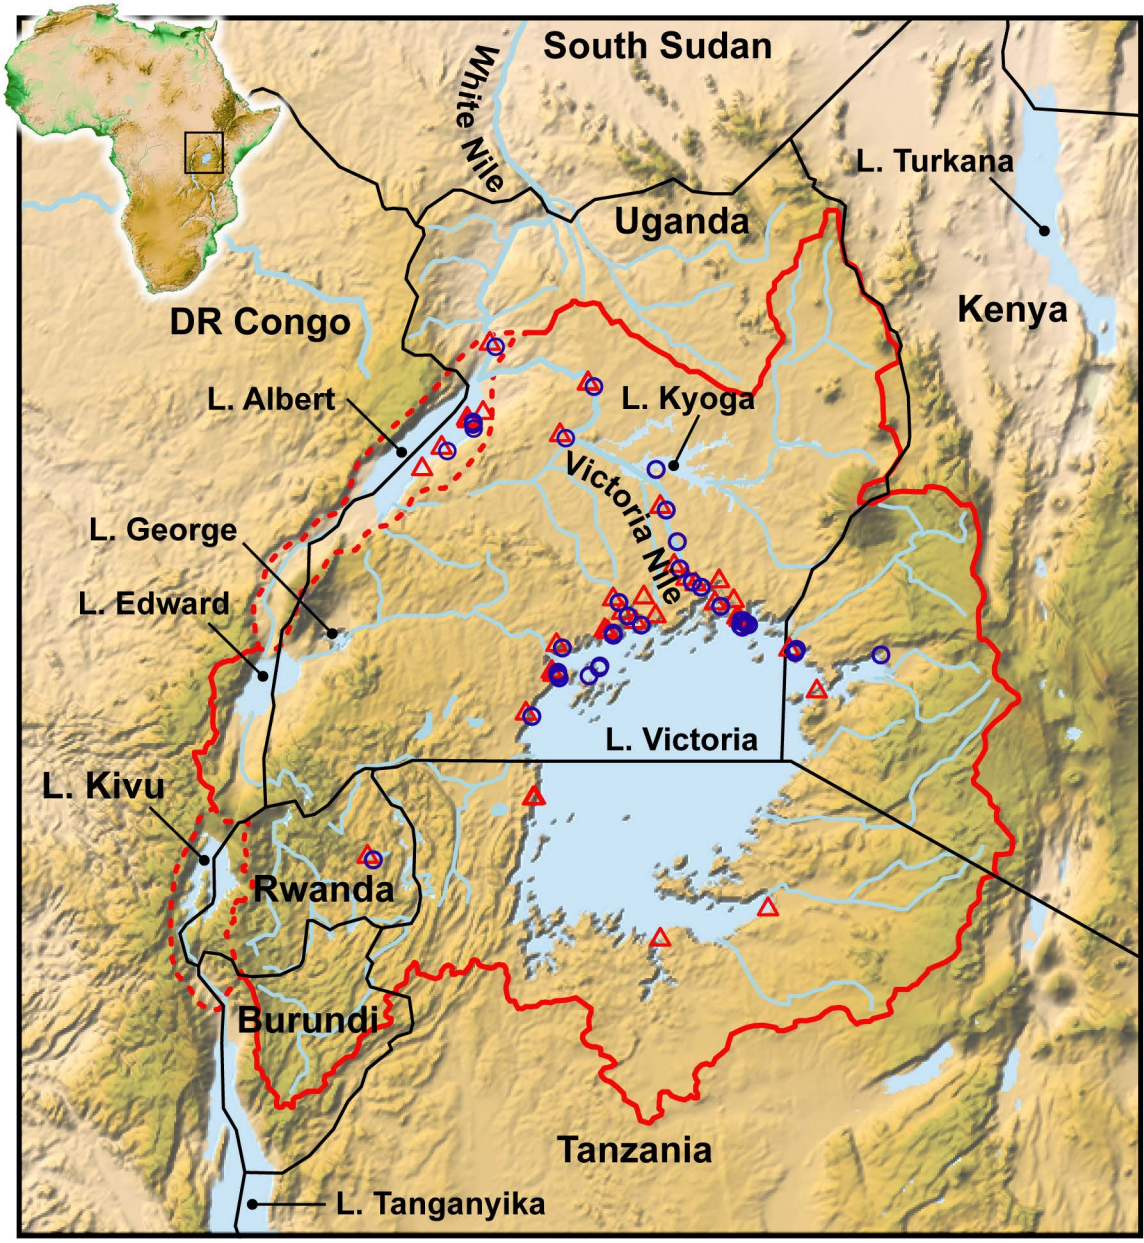 South Sudan
White Nile
L. Turkana
Uganda
Kenya
DR Congo
L. Albert
L. Kyoga
Victoria Nile
L. George
L. Edward
L. Victoria
L. Kivu
Rwanda
Burundi
Tanzania
L. Tanganyika